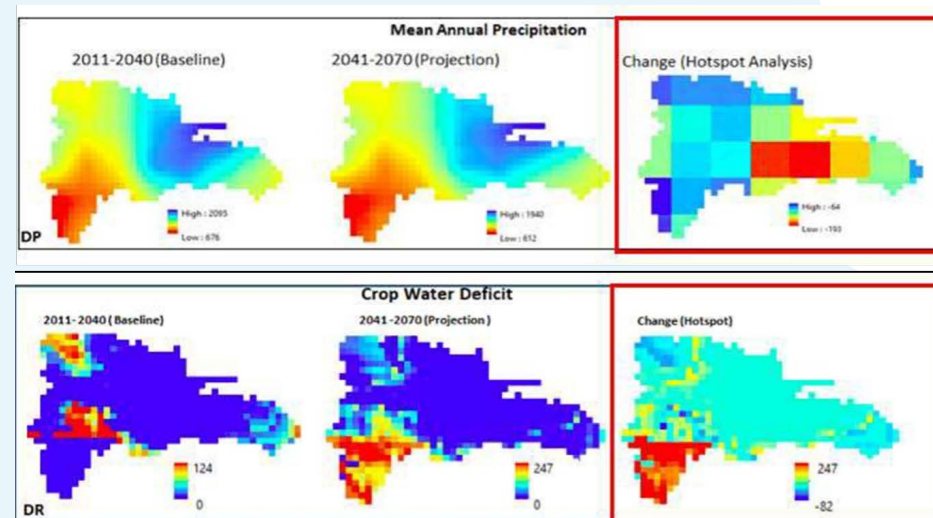 Mean Annual Precipitation
2011-2040 (Baseline)
2041-2070 (Projection)
Change (Hotspot Analysis)
High : 2095
Low : 676
High : 1940
Low : 612
High : -64
Low : -193
DP
Crop Water Deficit
2011- 2040 ( Baseline)
2041 -2070 (Projection )
Change (Hotspot)
124
0
247
0
247
-82
DR